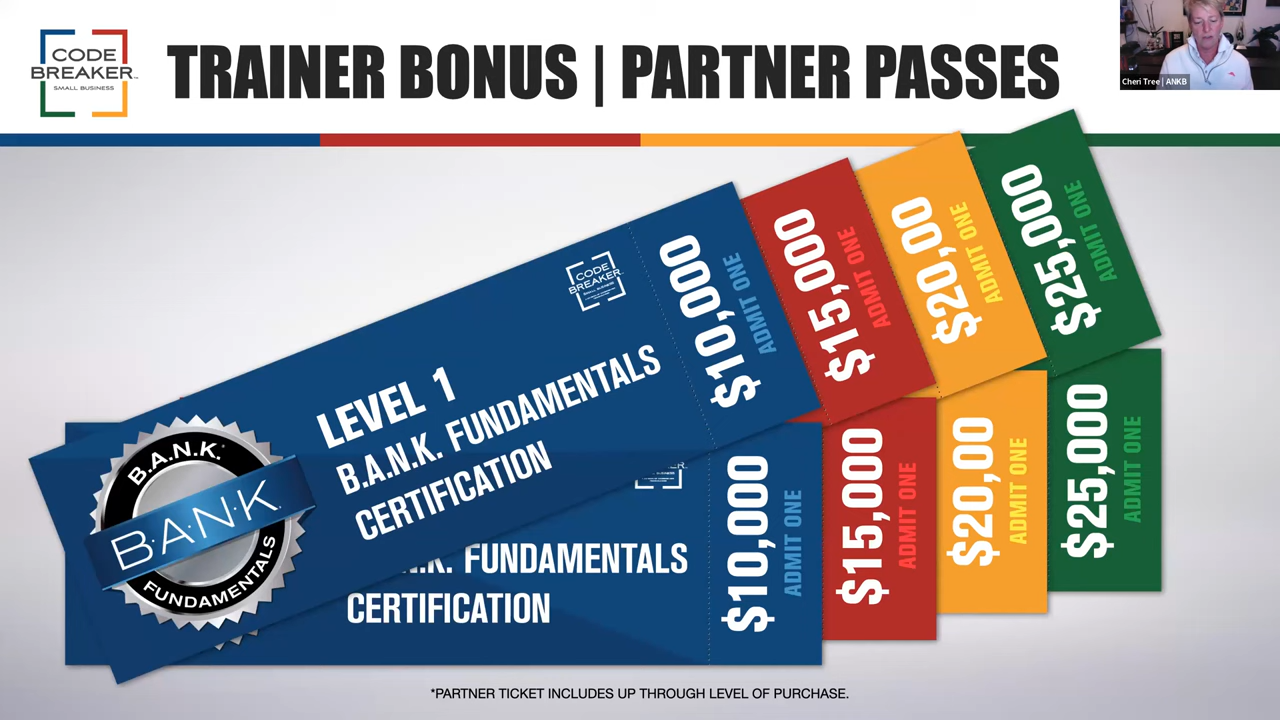 CODE
BREAKER™
SMALL BUSINESS
TRAINER BONUS | PARTNER PASSES
Cheri Tree | ANKB
CODE
BREAKER
SMALL BUSINESS
LEVEL 1
B.A.N.K. FUNDAMENTALS
CERTIFICATION
$10,000
ADMIT ONE
$15,000
ADMIT ONE
$20,00
ADMIT ONE
$25,000
ADMIT ONE
B.A.N.K.®
B·A·N·K.
FUNDAMENTALS
.N.K. FUNDAMENTALS
CERTIFICATION
$10,000
ADMIT ONE
$15,000
ADMIT ONE
$20,00
ADMIT ONE
$25,000
ADMIT ONE
*PARTNER TICKET INCLUDES UP THROUGH LEVEL OF PURCHASE.